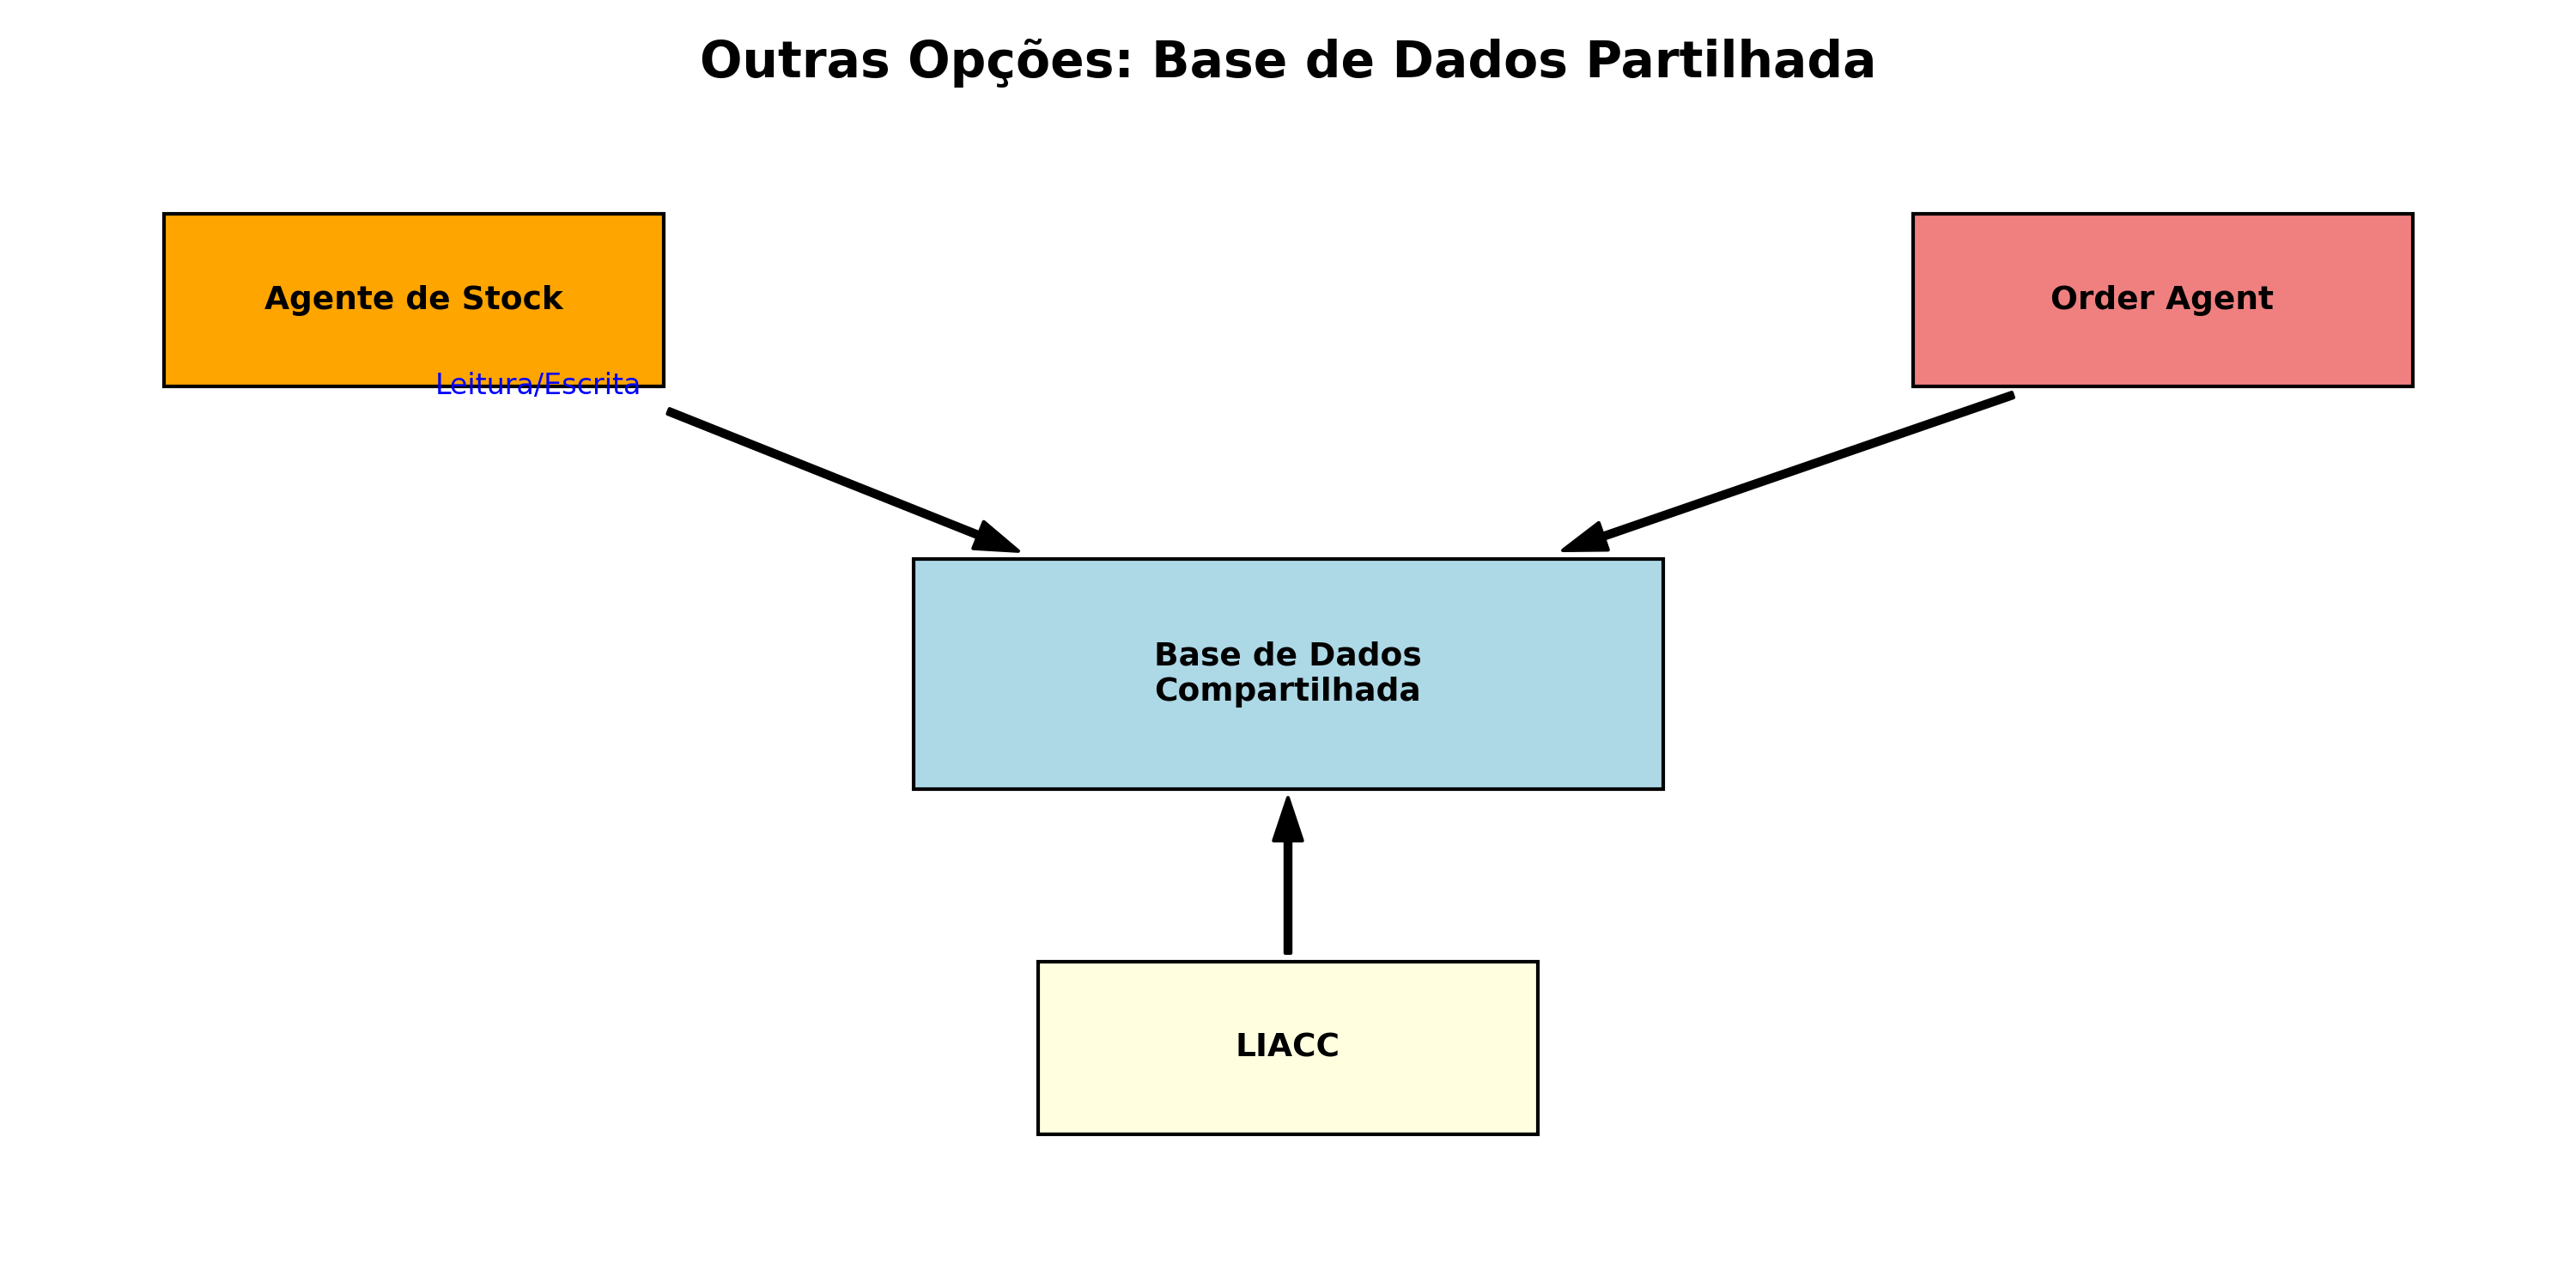 Outras Opções: Base de Dados Partilhada
Agente de Stock
Order Agent
Leitura/Escrita
Base de Dados
Compartilhada
LIACC